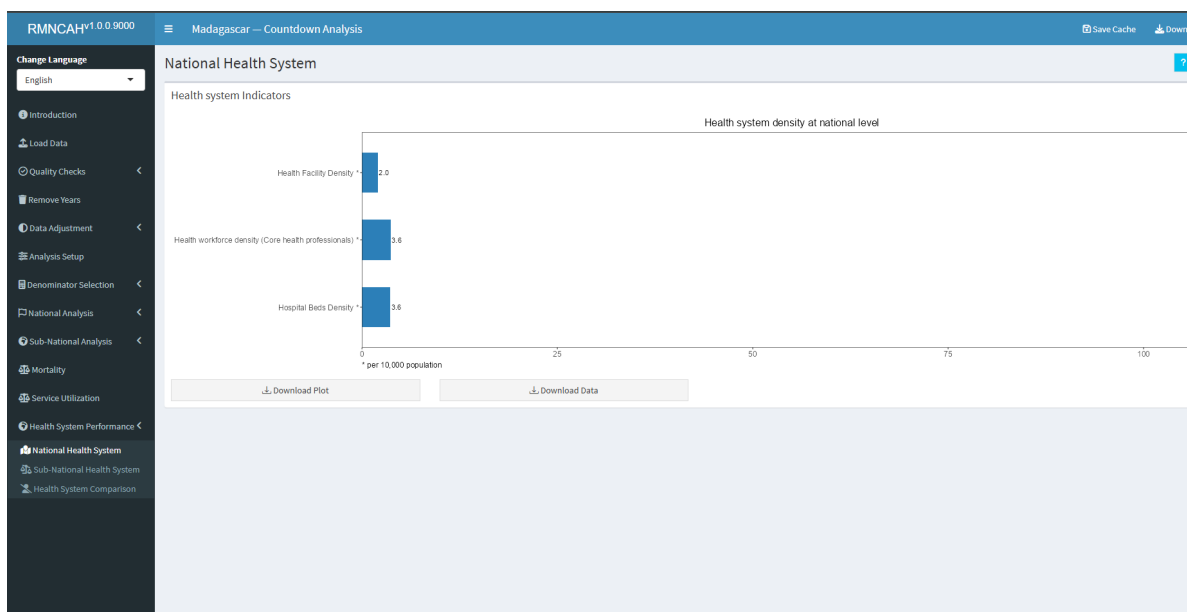 RMNCAHv1.0.0.9000
Madagascar — Countdown Analysis
Save Cache
Down
Change Language
English
Introduction
Load Data
Quality Checks
Remove Years
Data Adjustment
Analysis Setup
Denominator Selection
National Analysis
Sub-National Analysis
Mortality
Service Utilization
Health System Performance
National Health System
Sub-National Health System
Health System Comparison
National Health System
?
Health system Indicators
Health system density at national level
Health Facility Density *
2.0
Health workforce density (Core health professionals) *
3.6
Hospital Beds Density *
3.6
0 25 50 75 100
* per 10,000 population
Download Plot
Download Data